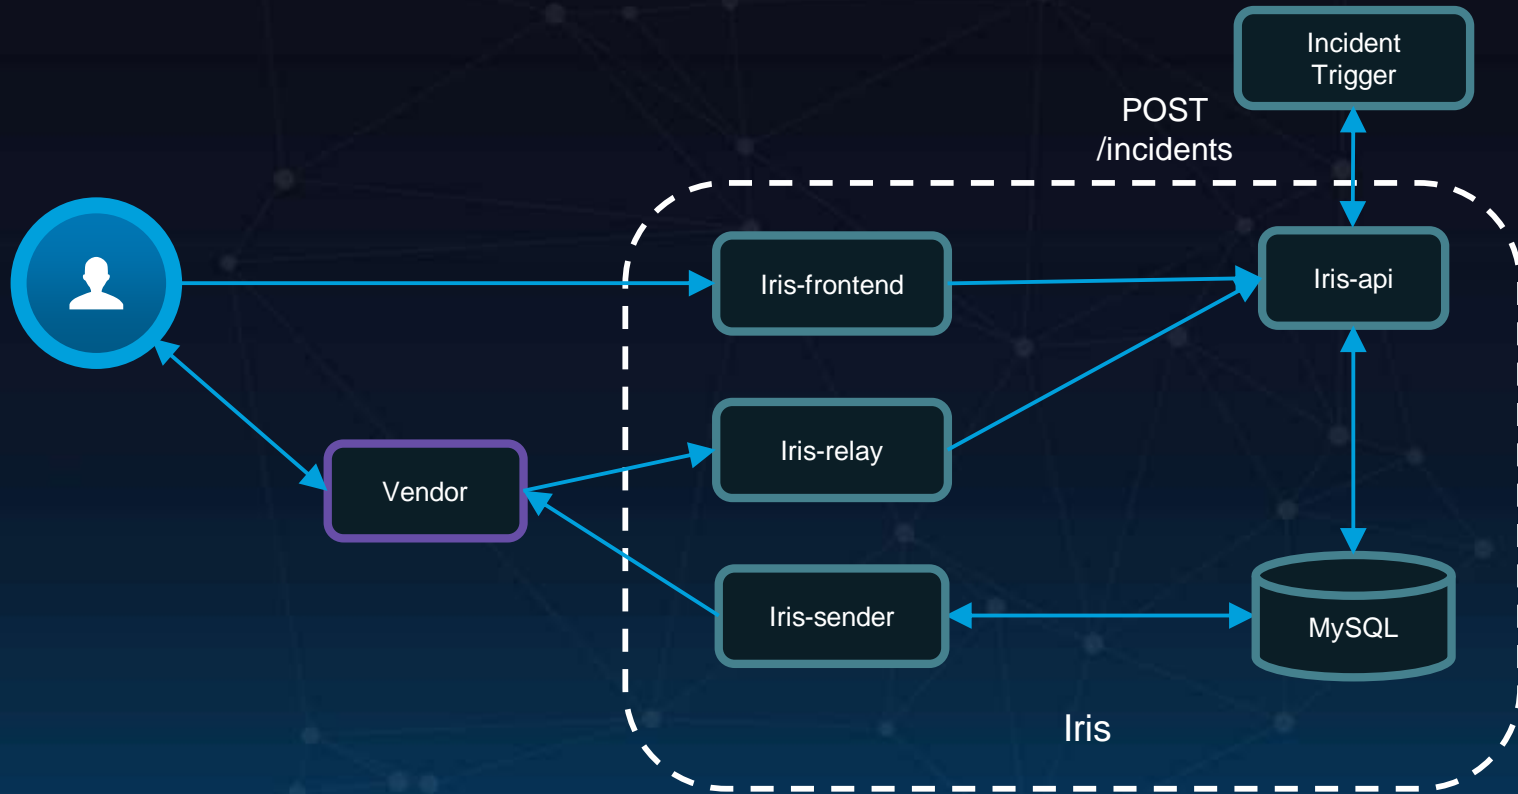 Incident
Trigger
POST
/incidents
Iris-frontend
Iris-api
Iris-relay
Vendor
Iris-sender
MySQL
Iris